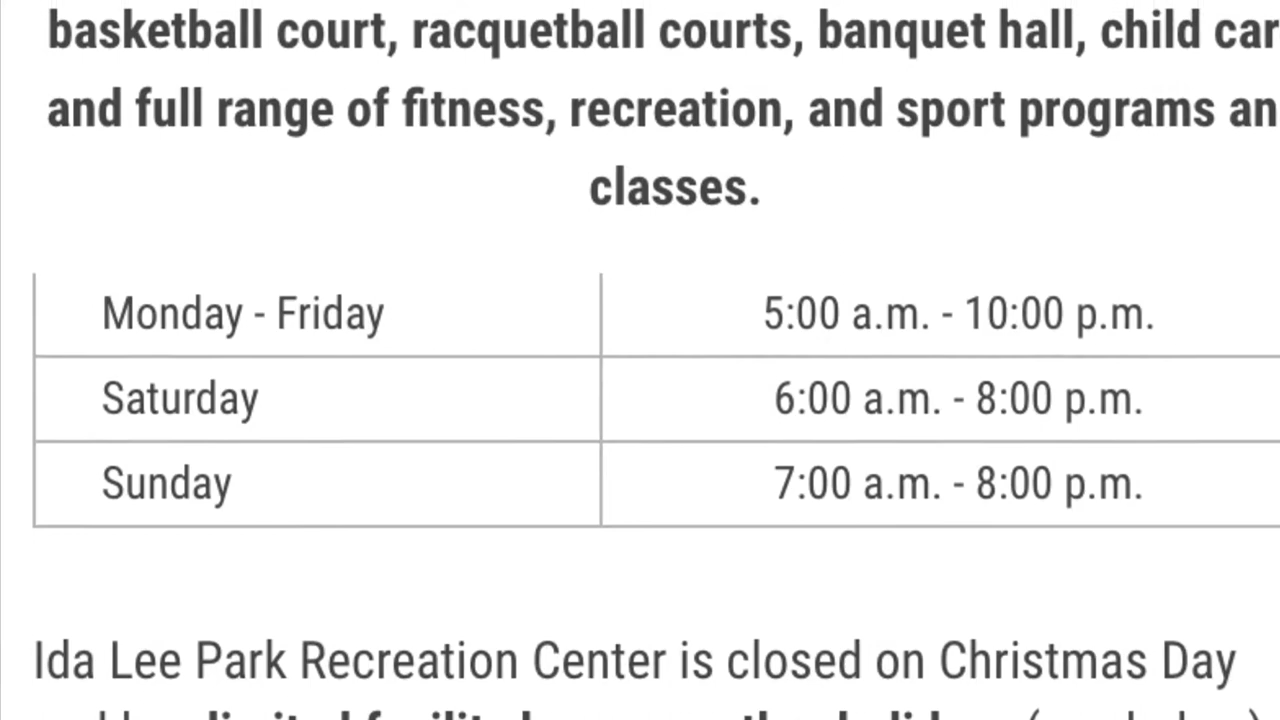 basketball court, racquetball courts, banquet hall, child car
and full range of fitness, recreation, and sport programs an
classes.
Monday - Friday 5:00 a.m. - 10:00 p.m.
Saturday 6:00 a.m. - 8:00 p.m.
Sunday 7:00 a.m. - 8:00 p.m.
Ida Lee Park Recreation Center is closed on Christmas Day